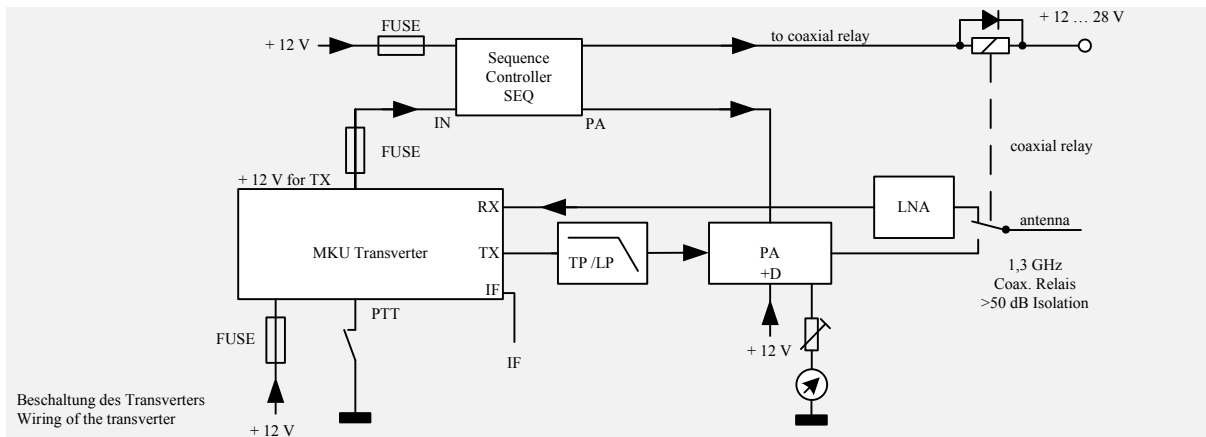 FUSE
+ 12 V
Sequence
Controller
SEQ
to coaxial relay
+ 12 ... 28 V
IN
PA
FUSE
coaxial relay
+ 12 V for TX
MKU Transverter
RX
TX
IF
TP /LP
LNA
PA
+D
antenna
1,3 GHz
Coax. Relais
>50 dB Isolation
FUSE
PTT
IF
+ 12 V
+ 12 V
Beschaltung des Transverters
Wiring of the transverter